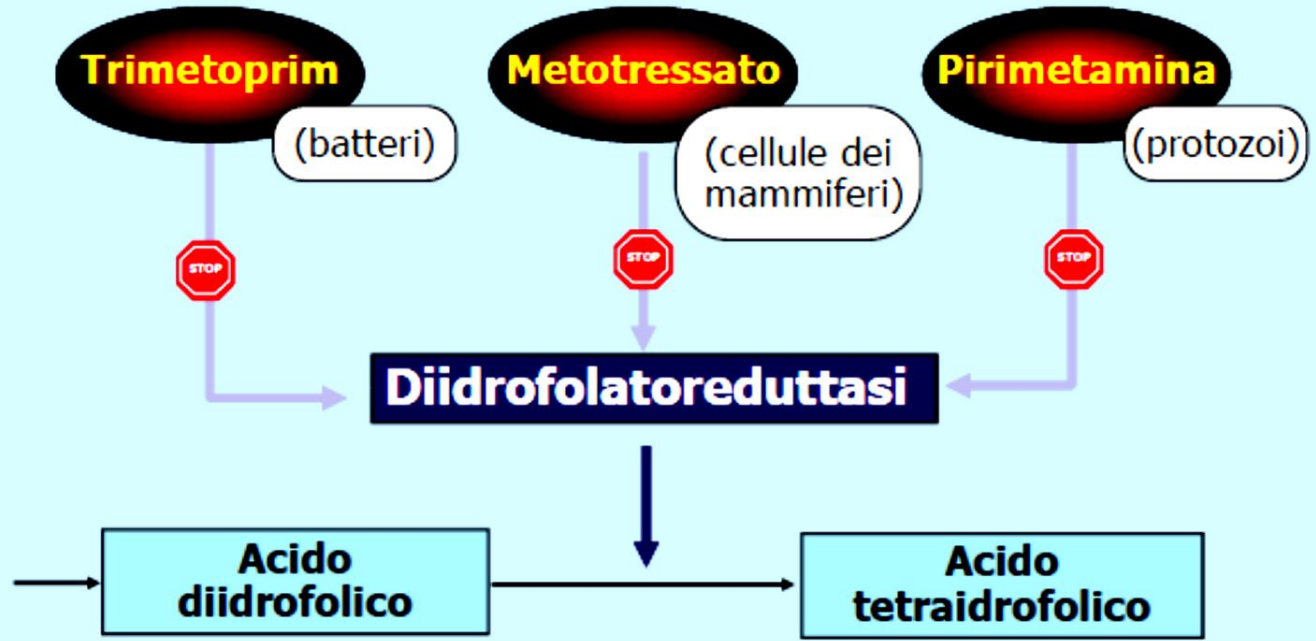 Trimetoprim
(batteri)
Metotressato
(cellule dei
mammiferi)
Pirimetamina
(protozoi)
STOP
STOP
STOP
Diidrofolatoreduttasi
Acido
diidrofolico
Acido
tetraidrofolico